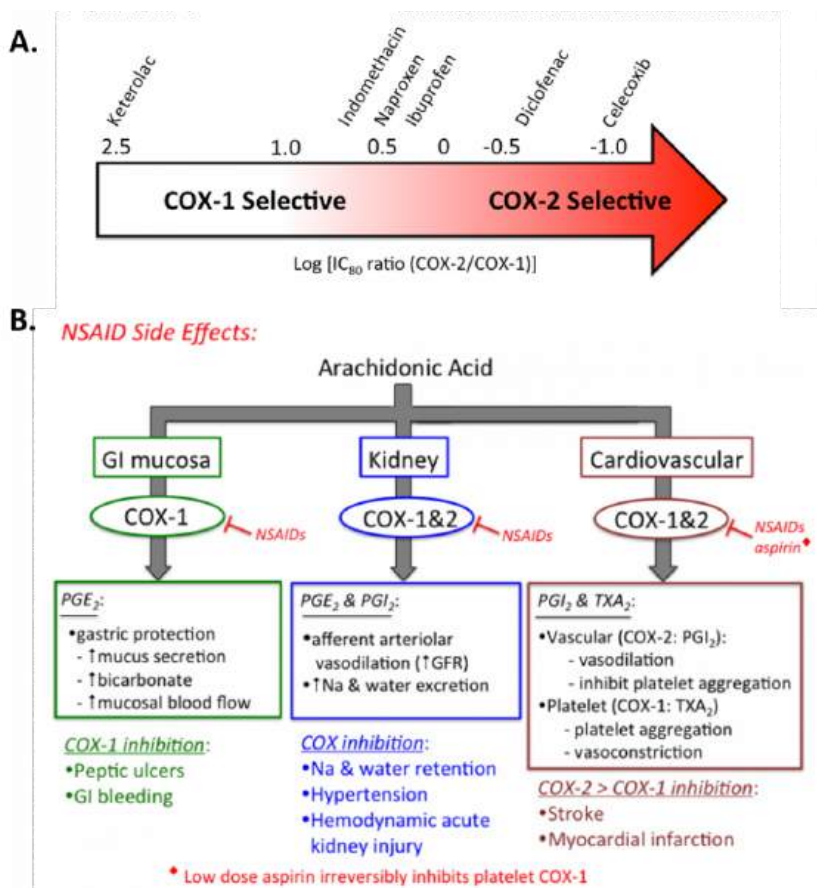 A.
Keterolac
Indomethacin
Naproxen
Ibuprofen
Diclofenac
Celecoxib
2.5 1.0 0.5 0 -0.5 -1.0
COX-1 Selective COX-2 Selective
Log [IC₈₀ ratio (COX-2/COX-1)]
B.
NSAID Side Effects:
Arachidonic Acid
GI mucosa
COX-1
NSAIDs
PGE₂:
•gastric protection
- ↑mucus secretion
- ↑bicarbonate
- ↑mucosal blood flow
COX-1 inhibition:
•Peptic ulcers
•GI bleeding
Kidney
COX-1&2
NSAIDs
PGE₂ & PGI₂:
•afferent arteriolar
vasodilation (↑GFR)
•↑Na & water excretion
COX inhibition:
•Na & water retention
•Hypertension
•Hemodynamic acute
kidney injury
Cardiovascular
COX-1&2
NSAIDs
aspirin♦
PGI₂ & TXA₂:
•Vascular (COX-2: PGI₂):
- vasodilation
- inhibit platelet aggregation
•Platelet (COX-1: TXA₂)
- platelet aggregation
- vasoconstriction
COX-2 > COX-1 inhibition:
•Stroke
•Myocardial infarction
♦ Low dose aspirin irreversibly inhibits platelet COX-1